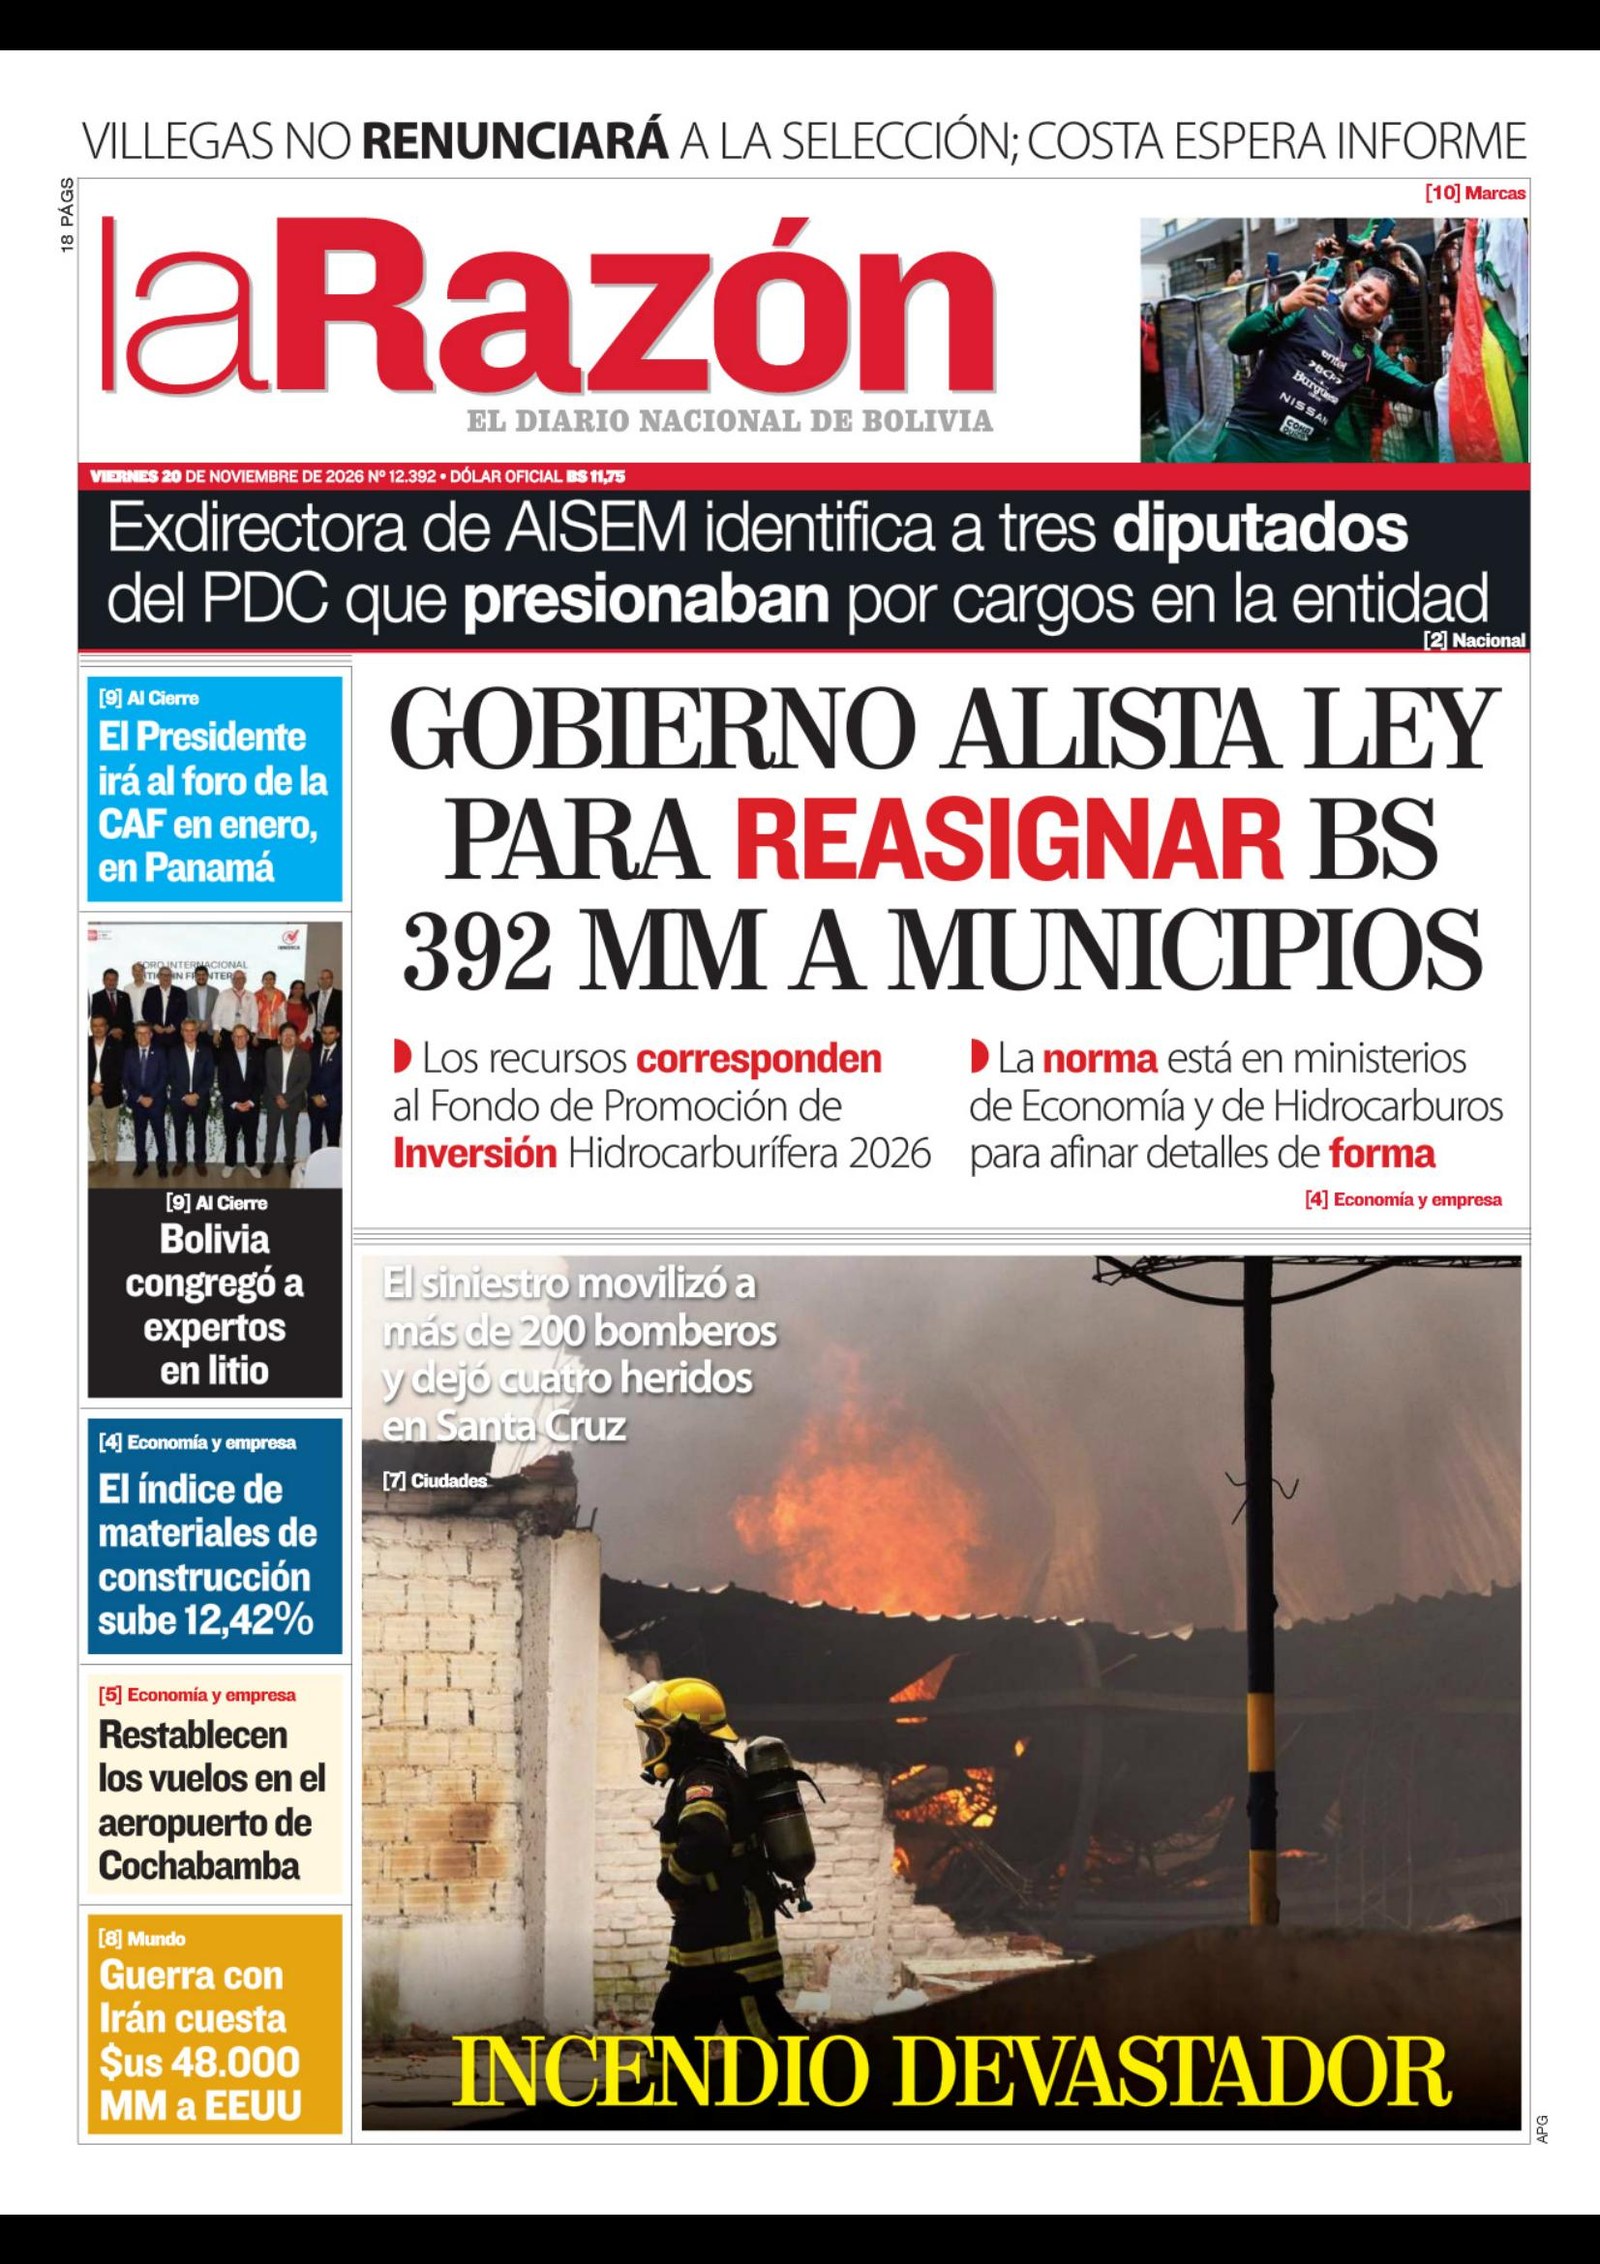 VILLEGAS NO RENUNCIARÁ A LA SELECCIÓN; COSTA ESPERA INFORME
18 PÁGS
[10] Marcas
laRazón
EL DIARIO NACIONAL DE BOLIVIA
entel
BCP
Burgues
NISSAN
VIERNES 20 DE NOVIEMBRE DE 2026 Nº 12.392 • DÓLAR OFICIAL BS 11,75
Exdirectora de AISEM identifica a tres diputados
del PDC que presionaban por cargos en la entidad
[2] Nacional
[9] Al Cierre
El Presidente
irá al foro de la
CAF en enero,
en Panamá
FORO INTERNACIONAL
[9] Al Cierre
Bolivia
congregó a
expertos
en litio
[4] Economía y empresa
El índice de
materiales de
construcción
sube 12,42%
[5] Economía y empresa
Restablecen
los vuelos en el
aeropuerto de
Cochabamba
[8] Mundo
Guerra con
Irán cuesta
$us 48.000
MM a EEUU
GOBIERNO ALISTA LEY
PARA REASIGNAR BS
392 MM A MUNICIPIOS
Los recursos corresponden
al Fondo de Promoción de
Inversión Hidrocarburífera 2026
La norma está en ministerios
de Economía y de Hidrocarburos
para afinar detalles de forma
[4] Economía y empresa
El siniestro movilizó a
más de 200 bomberos
y dejó cuatro heridos
en Santa Cruz
[7] Ciudades
INCENDIO DEVASTADOR
APG